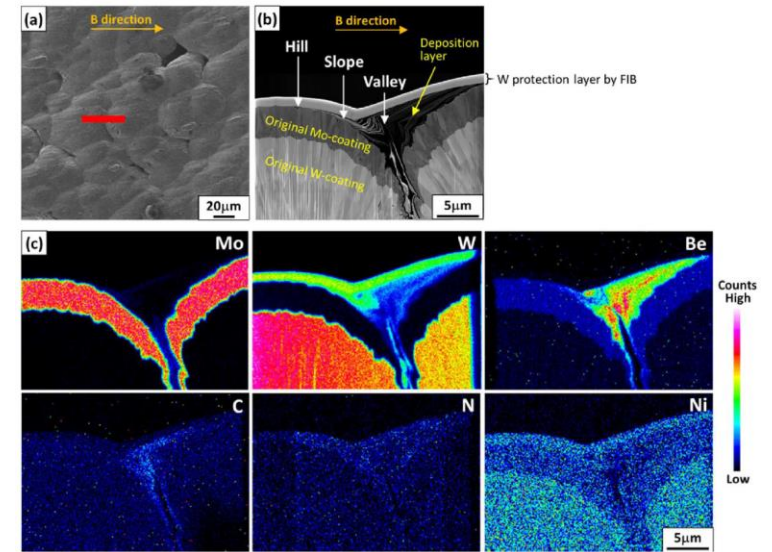 (a)
B direction
20μm
(b)
B direction
Hill
Slope
Valley
Deposition
layer
W protection layer by FIB
Original Mo-coating
Original W-coating
5μm
(c)
Mo
W
Be
Counts
High
Low
C
N
Ni
5μm